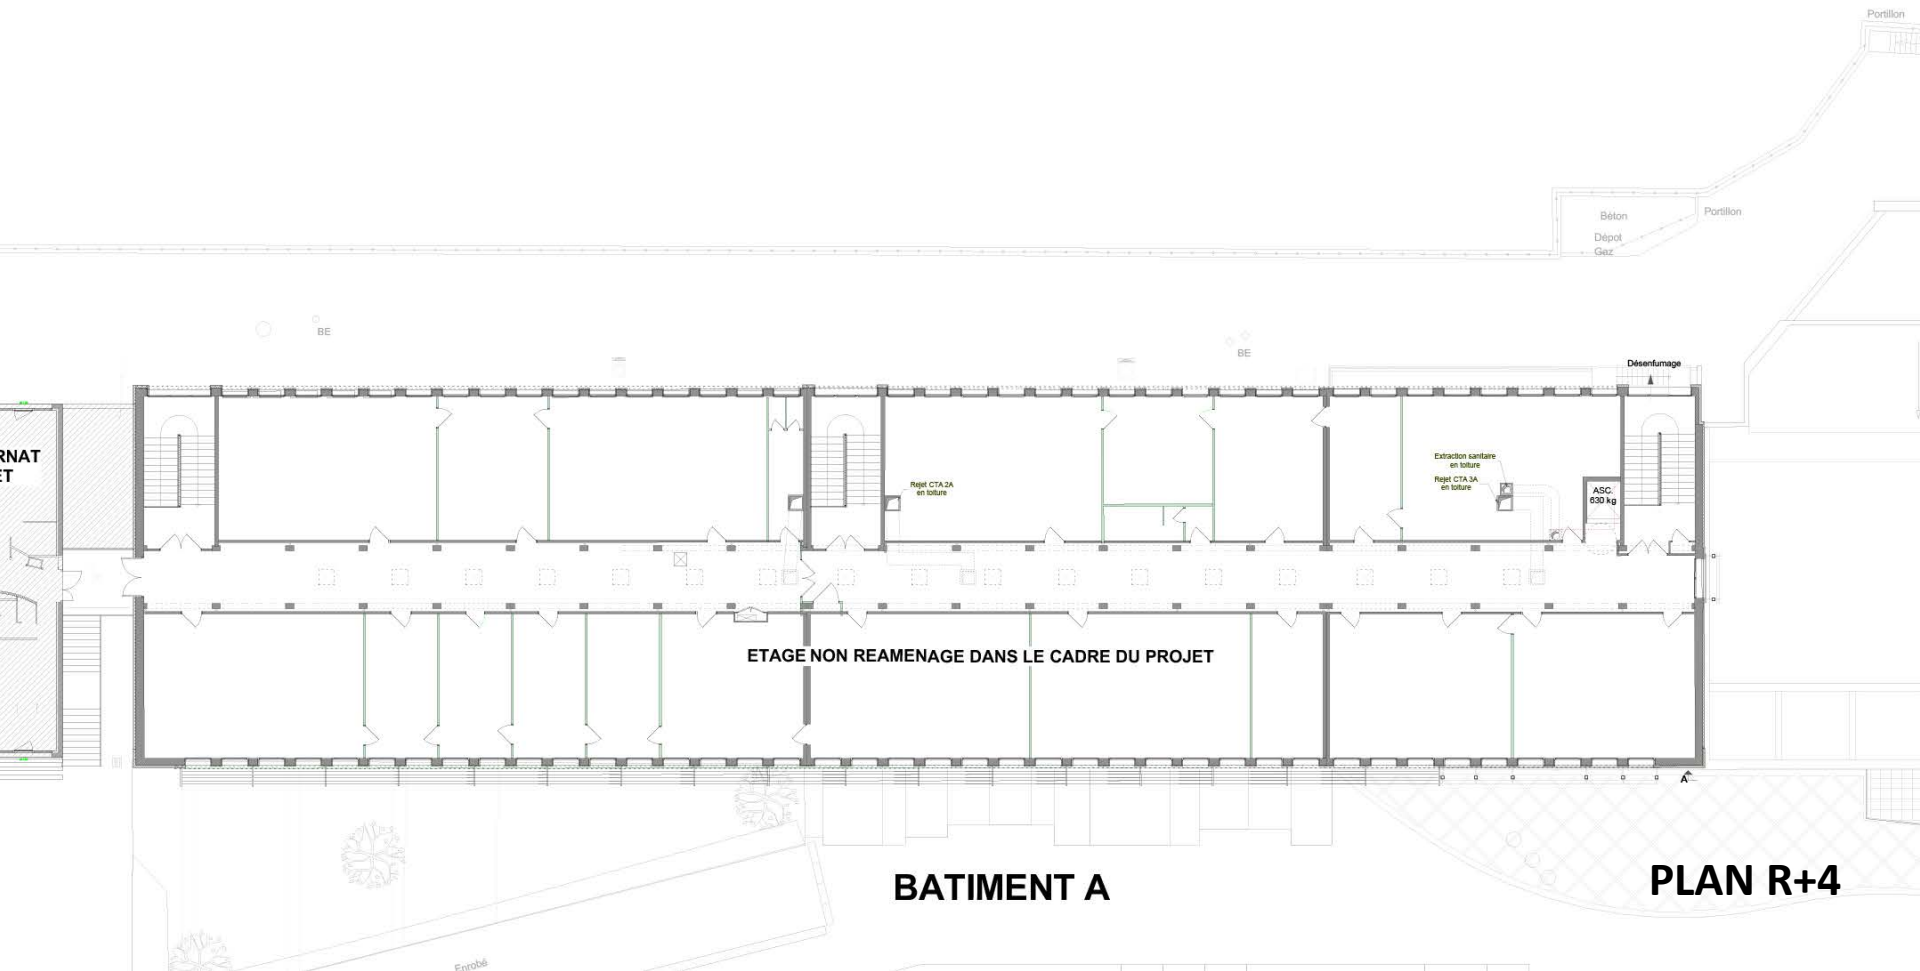 Portillon
Béton
Portillon
Dépot
Gaz
BE
BE
Désenfumage
RNAT
ET
Extraction sanitaire
en toiture
Rejet CTA 3A
en toiture
Rejet CTA 2A
en toiture
ASC.
630 kg
ETAGE NON REAMENAGE DANS LE CADRE DU PROJET
A
BATIMENT A
PLAN R+4
Enrobé